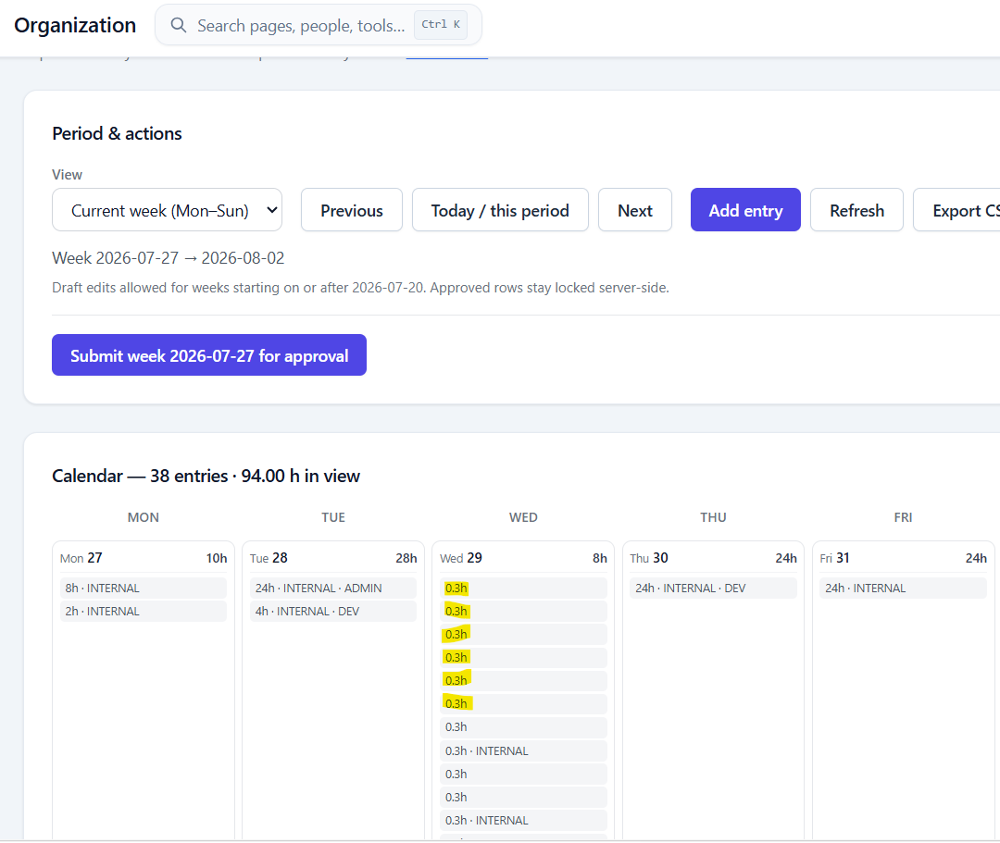 Organization
Search pages, people, tools... Ctrl K
Period & actions
View
Current week (Mon–Sun) Previous Today / this period Next Add entry Refresh Export CS
Week 2026-07-27 → 2026-08-02
Draft edits allowed for weeks starting on or after 2026-07-20. Approved rows stay locked server-side.
Submit week 2026-07-27 for approval
Calendar — 38 entries · 94.00 h in view
MON TUE WED THU FRI
Mon 27 10h
8h · INTERNAL
2h · INTERNAL
Tue 28 28h
24h · INTERNAL · ADMIN
4h · INTERNAL · DEV
Wed 29 8h
0.3h
0.3h
0.3h
0.3h
0.3h
0.3h
0.3h
0.3h · INTERNAL
0.3h
0.3h
0.3h · INTERNAL
Thu 30 24h
24h · INTERNAL · DEV
Fri 31 24h
24h · INTERNAL